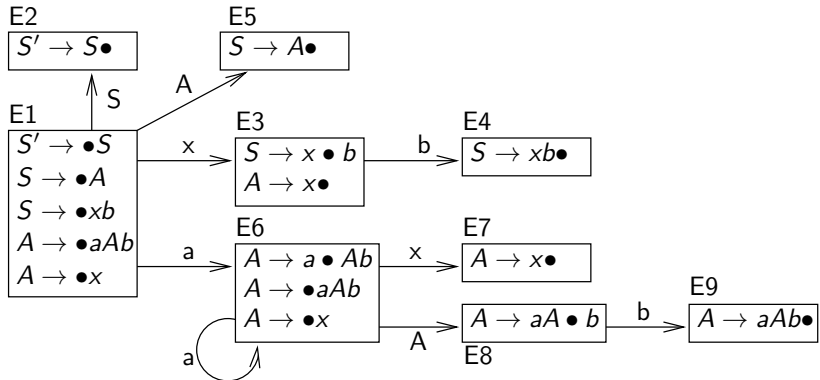 E2
S′ → S●
E5
S → A●
S
A
E1
S′ → ●S
S → ●A
S → ●xb
A → ●aAb
A → ●x
x
E3
S → x ● b
A → x●
b
E4
S → xb●
a
E6
A → a ● Ab
A → ●aAb
A → ●x
a
x
E7
A → x●
A
A → aA ● b
E8
b
E9
A → aAb●